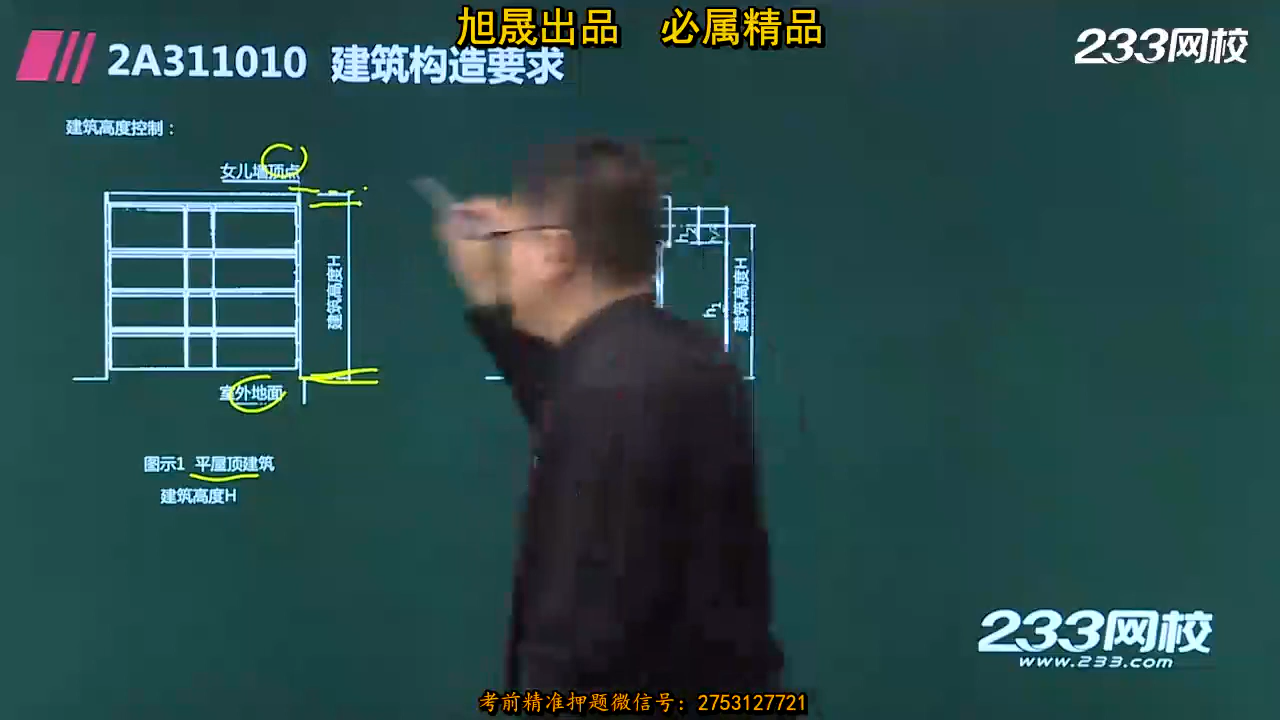 旭晟出品 必属精品
2A311010 建筑构造要求
233网校
建筑高度控制：
女儿墙顶点
建筑高度H
室外地面
h2
h1
建筑高度H
图示1 平屋顶建筑
建筑高度H
233网校
www.233.com
考前精准押题微信号：2753127721